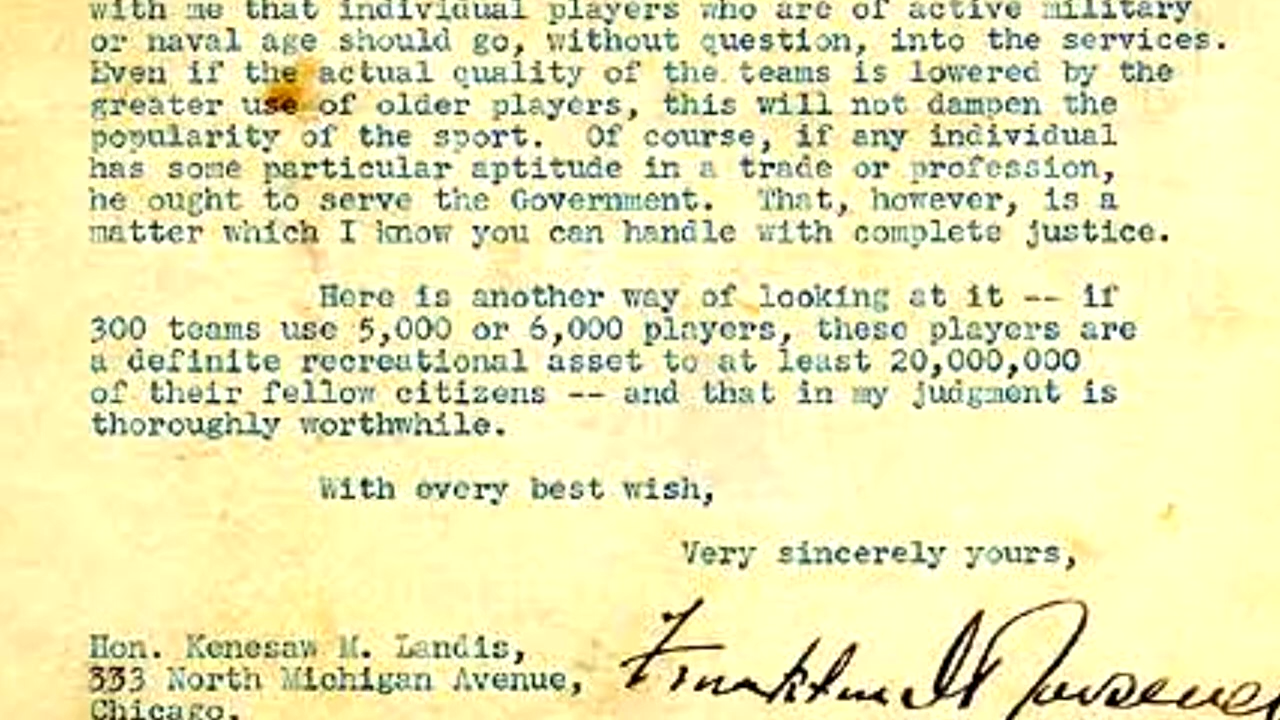 with me that individual players who are of active military
or naval age should go, without question, into the services.
Even if the actual quality of the teams is lowered by the
greater use of older players, this will not dampen the
popularity of the sport. Of course, if any individual
has some particular aptitude in a trade or profession,
he ought to serve the Government. That, however, is a
matter which I know you can handle with complete justice.
Here is another way of looking at it -- if
300 teams use 5,000 or 6,000 players, these players are
a definite recreational asset to at least 20,000,000
of their fellow citizens -- and that in my judgment is
thoroughly worthwhile.
With every best wish,
Very sincerely yours,
Franklin D Roosevel
Hon. Kenesaw M. Landis,
333 North Michigan Avenue,
Chicago.